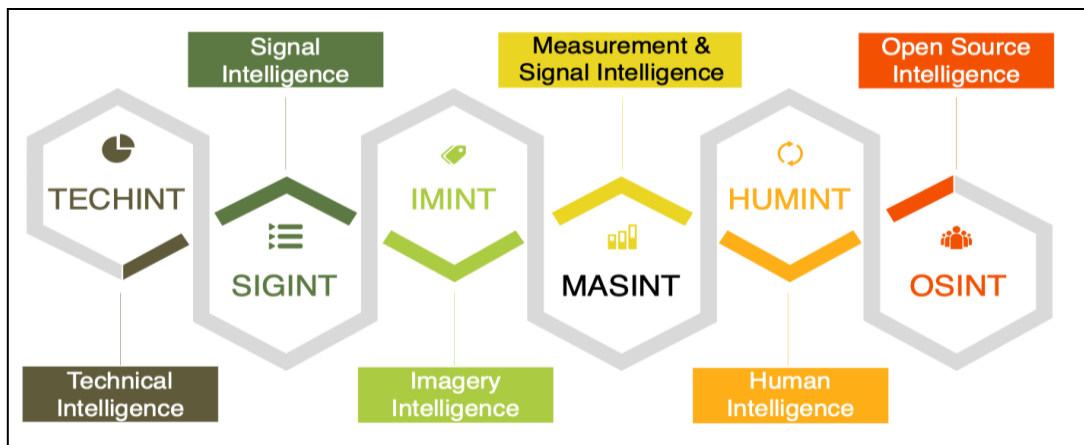 Signal
Intelligence
Measurement &
Signal Intelligence
Open Source
Intelligence
TECHINT
IMINT
HUMINT
SIGINT
MASINT
OSINT
Technical
Intelligence
Imagery
Intelligence
Human
Intelligence